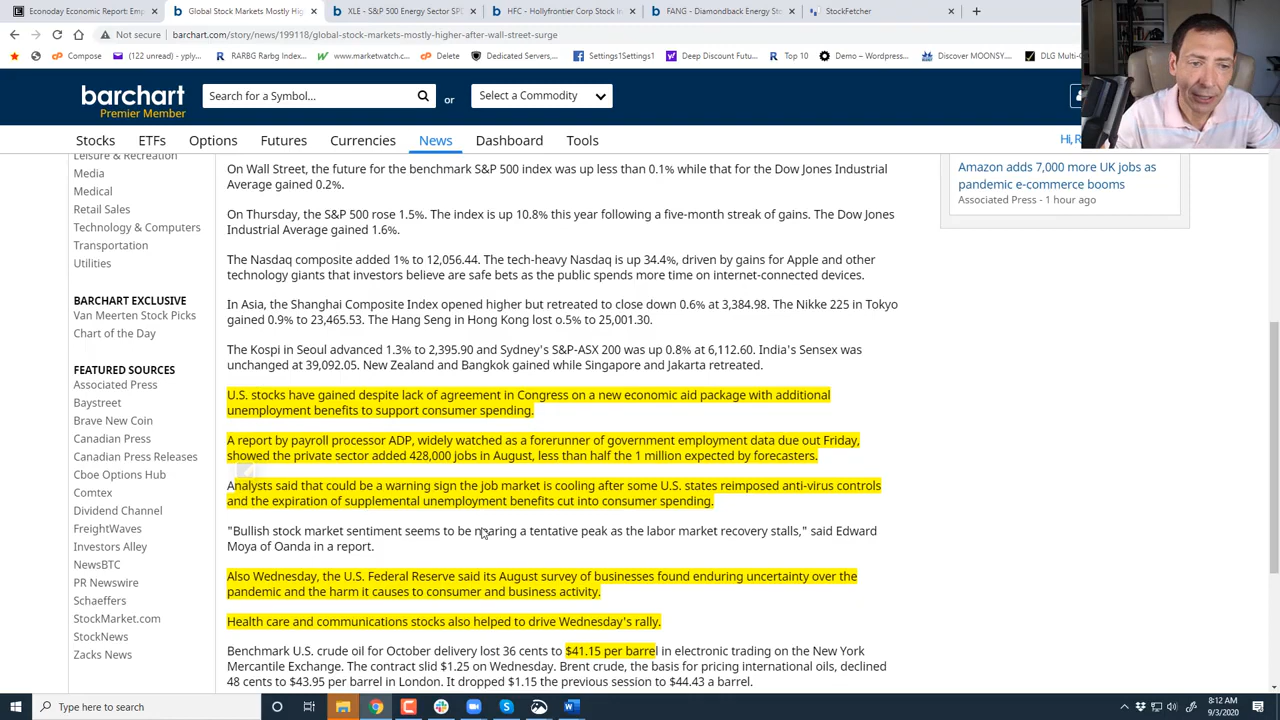 Econoday Economic Report: Emp
Global Stock Markets Mostly High
XLE - S&P 500 Energy Sector SPD
HFC - Hollyfrontier Corp Stock
FANG - Diamondback Energy Sto
StockFetcher
Not secure
barchart.com/story/news/199118/global-stock-markets-mostly-higher-after-wall-street-surge
Compose
(122 unread) - yply...
RARBG Rarbg Index...
www.marketwatch.c...
Delete
Dedicated Servers,...
Settings1Settings1
Deep Discount Futu...
Top 10
Demo – Wordpress...
Discover MOONSY...
DLG Multi-C
barchart
Premier Member
Search for a Symbol...
or
Select a Commodity
Stocks
ETFs
Options
Futures
Currencies
News
Dashboard
Tools
Hi, R
Leisure & Recreation
Media
Medical
Retail Sales
Technology & Computers
Transportation
Utilities
BARCHART EXCLUSIVE
Van Meerten Stock Picks
Chart of the Day
FEATURED SOURCES
Associated Press
Baystreet
Brave New Coin
Canadian Press
Canadian Press Releases
Cboe Options Hub
Comtex
Dividend Channel
FreightWaves
Investors Alley
NewsBTC
PR Newswire
Schaeffers
StockMarket.com
StockNews
Zacks News
On Wall Street, the future for the benchmark S&P 500 index was up less than 0.1% while that for the Dow Jones Industrial
Average gained 0.2%.
On Thursday, the S&P 500 rose 1.5%. The index is up 10.8% this year following a five-month streak of gains. The Dow Jones
Industrial Average gained 1.6%.
The Nasdaq composite added 1% to 12,056.44. The tech-heavy Nasdaq is up 34.4%, driven by gains for Apple and other
technology giants that investors believe are safe bets as the public spends more time on internet-connected devices.
In Asia, the Shanghai Composite Index opened higher but retreated to close down 0.6% at 3,384.98. The Nikke 225 in Tokyo
gained 0.9% to 23,465.53. The Hang Seng in Hong Kong lost o.5% to 25,001.30.
The Kospi in Seoul advanced 1.3% to 2,395.90 and Sydney's S&P-ASX 200 was up 0.8% at 6,112.60. India's Sensex was
unchanged at 39,092.05. New Zealand and Bangkok gained while Singapore and Jakarta retreated.
U.S. stocks have gained despite lack of agreement in Congress on a new economic aid package with additional
unemployment benefits to support consumer spending.
A report by payroll processor ADP, widely watched as a forerunner of government employment data due out Friday,
showed the private sector added 428,000 jobs in August, less than half the 1 million expected by forecasters.
Analysts said that could be a warning sign the job market is cooling after some U.S. states reimposed anti-virus controls
and the expiration of supplemental unemployment benefits cut into consumer spending.
"Bullish stock market sentiment seems to be nearing a tentative peak as the labor market recovery stalls," said Edward
Moya of Oanda in a report.
Also Wednesday, the U.S. Federal Reserve said its August survey of businesses found enduring uncertainty over the
pandemic and the harm it causes to consumer and business activity.
Health care and communications stocks also helped to drive Wednesday's rally.
Benchmark U.S. crude oil for October delivery lost 36 cents to $41.15 per barrel in electronic trading on the New York
Mercantile Exchange. The contract slid $1.25 on Wednesday. Brent crude, the basis for pricing international oils, declined
48 cents to $43.95 per barrel in London. It dropped $1.15 the previous session to $44.43 a barrel.
Amazon adds 7,000 more UK jobs as
pandemic e-commerce booms
Associated Press - 1 hour ago
Type here to search
8:12 AM
9/3/2020